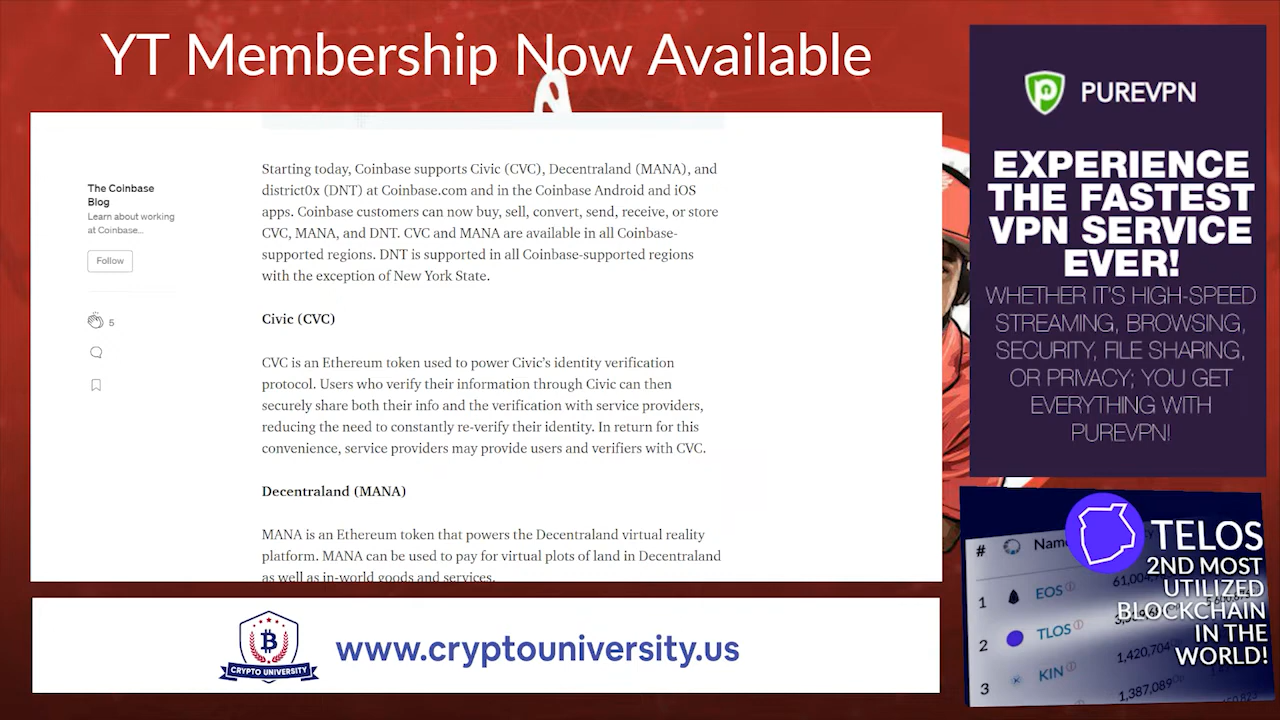 YT Membership Now Available
The Coinbase
Blog
Learn about working
at Coinbase...
Follow
5
Starting today, Coinbase supports Civic (CVC), Decentraland (MANA), and
district0x (DNT) at Coinbase.com and in the Coinbase Android and iOS
apps. Coinbase customers can now buy, sell, convert, send, receive, or store
CVC, MANA, and DNT. CVC and MANA are available in all Coinbase-
supported regions. DNT is supported in all Coinbase-supported regions
with the exception of New York State.
Civic (CVC)
CVC is an Ethereum token used to power Civic's identity verification
protocol. Users who verify their information through Civic can then
securely share both their info and the verification with service providers,
reducing the need to constantly re-verify their identity. In return for this
convenience, service providers may provide users and verifiers with CVC.
Decentraland (MANA)
MANA is an Ethereum token that powers the Decentraland virtual reality
platform. MANA can be used to pay for virtual plots of land in Decentraland
as well as in-world goods and services.
CRYPTO UNIVERSITY
www.cryptouniversity.us
PUREVPN
EXPERIENCE
THE FASTEST
VPN SERVICE
EVER!
WHETHER IT'S HIGH-SPEED
STREAMING, BROWSING,
SECURITY, FILE SHARING,
OR PRIVACY; YOU GET
EVERYTHING WITH
PUREVPN!
TELOS
2ND MOST
UTILIZED
BLOCKCHAIN
IN THE
WORLD!
# Name
1 EOS
2 TLOS
3 KIN 1,420,704
1,387,089